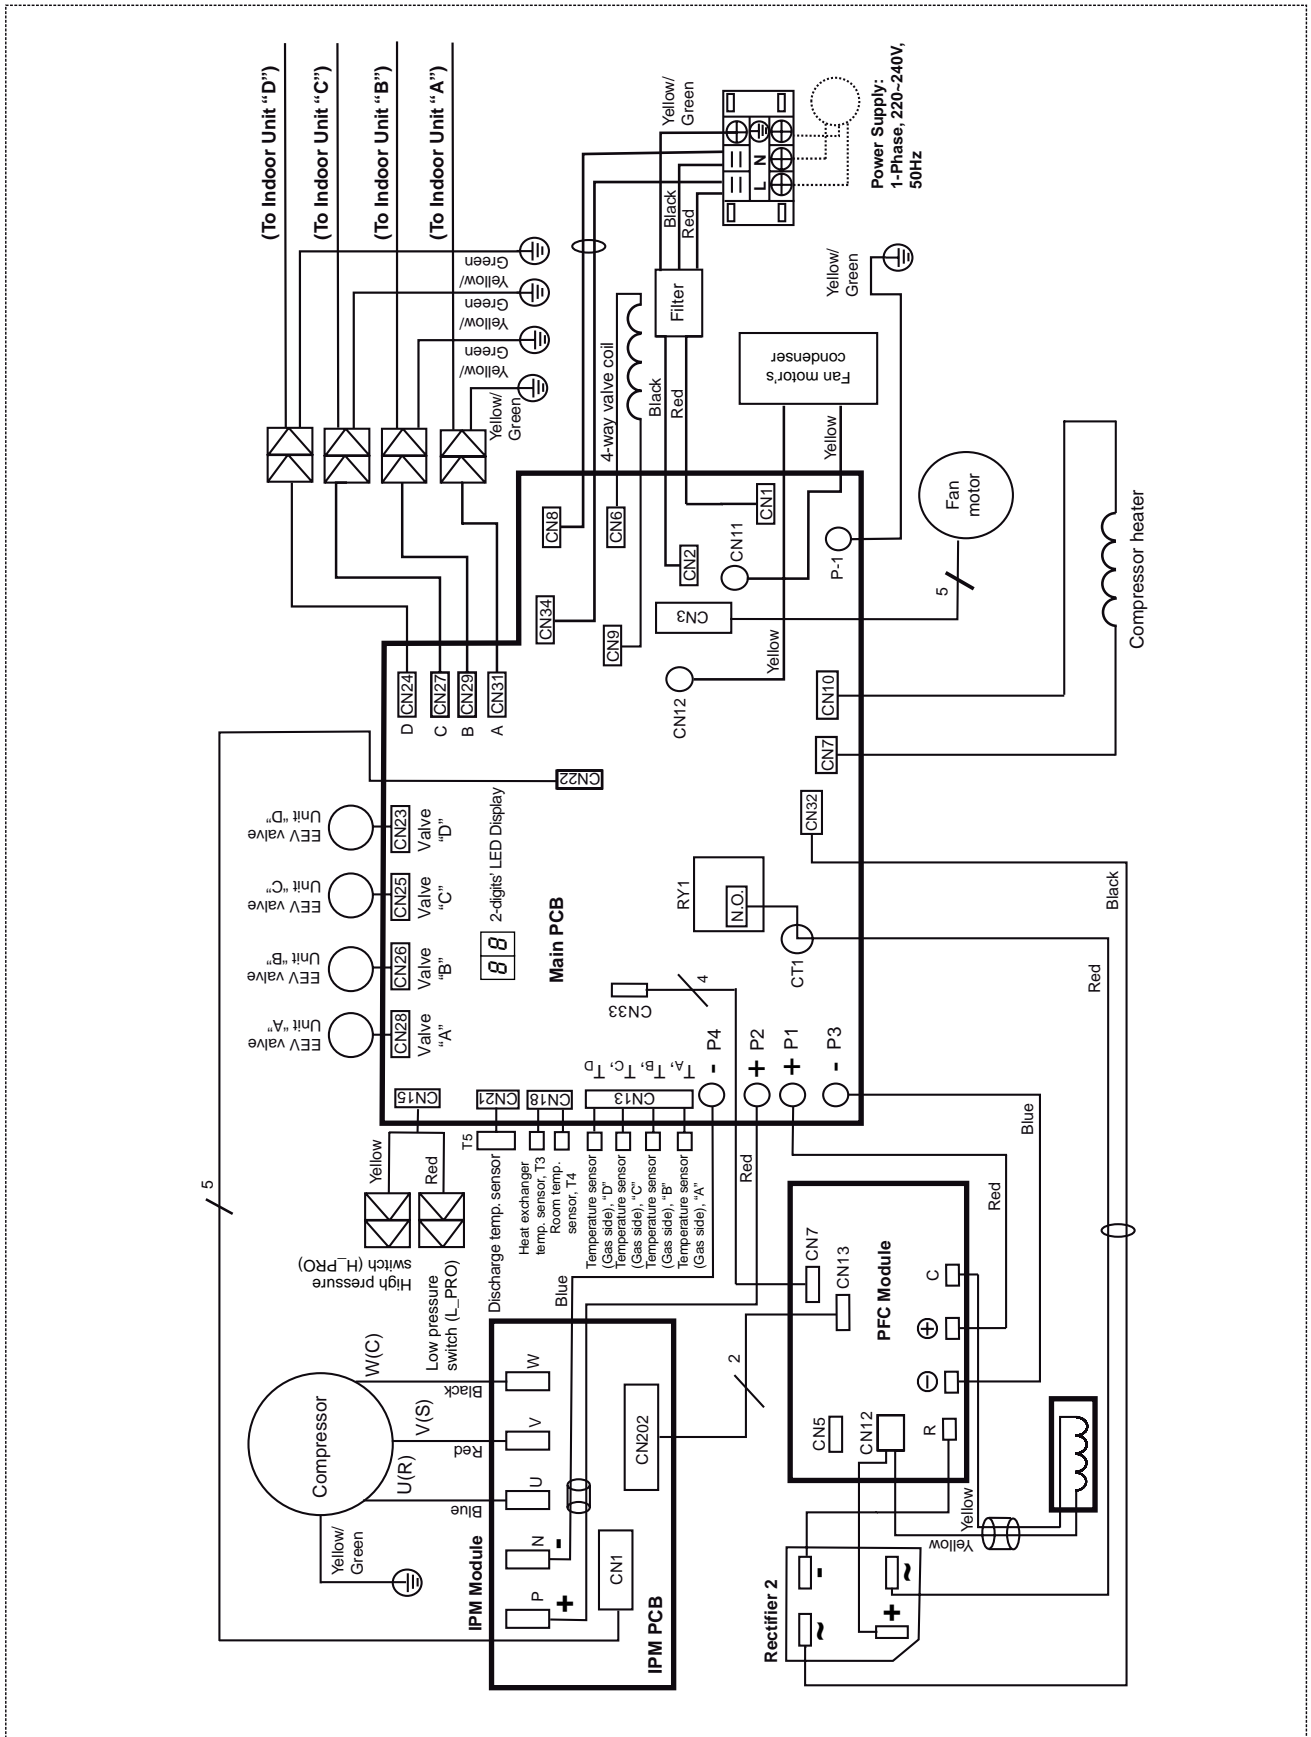 (To Indoor Unit “D”)
(To Indoor Unit “C”)
(To Indoor Unit “B”)
(To Indoor Unit “A”)
Yellow/
Green
Yellow/
Green
Yellow/
Green
Yellow/
Green
Yellow/
Green
Black
Red
L
N
Power Supply:
1-Phase, 220~240V,
50Hz
Filter
4-way valve coil
Black
Red
Fan motor's
condenser
Yellow
Yellow/
Green
CN8
CN6
CN34
CN9
CN2
CN1
CN11
P-1
CN3
CN12
Yellow
Fan
motor
5
Compressor heater
CN10
CN7
CN32
D
CN24
C
CN27
B
CN29
A
CN31
CN22
EEV valve
Unit “D”
EEV valve
Unit “C”
EEV valve
Unit “B”
EEV valve
Unit “A”
CN23
Valve
“D”
CN25
Valve
“C”
CN26
Valve
“B”
CN28
Valve
“A”
8 8
2-digits' LED Display
Main PCB
RY1
N.O.
CT1
CN33
4
Black
Red
CN15
CN21
CN18
CN13
TA, TB, TC, TD
- P4
+ P2
+ P1
- P3
Yellow
Red
High pressure
switch (H_PRO)
Low pressure
switch (L_PRO)
T5
Discharge temp. sensor
Heat exchanger
temp. sensor, T3
Room temp.
sensor, T4
Temperature sensor
(Gas side), “D”
Temperature sensor
(Gas side), “C”
Temperature sensor
(Gas side), “B”
Temperature sensor
(Gas side), “A”
Blue
Red
Blue
Red
5
2
Compressor
W(C)
Black
V(S)
Red
U(R)
Blue
Yellow/
Green
IPM Module
P
+
N
-
U
V
W
CN1
CN202
IPM PCB
CN7
CN13
PFC Module
C
+
-
R
CN5
CN12
Yellow
Yellow
Rectifier 2
~
-
+
~